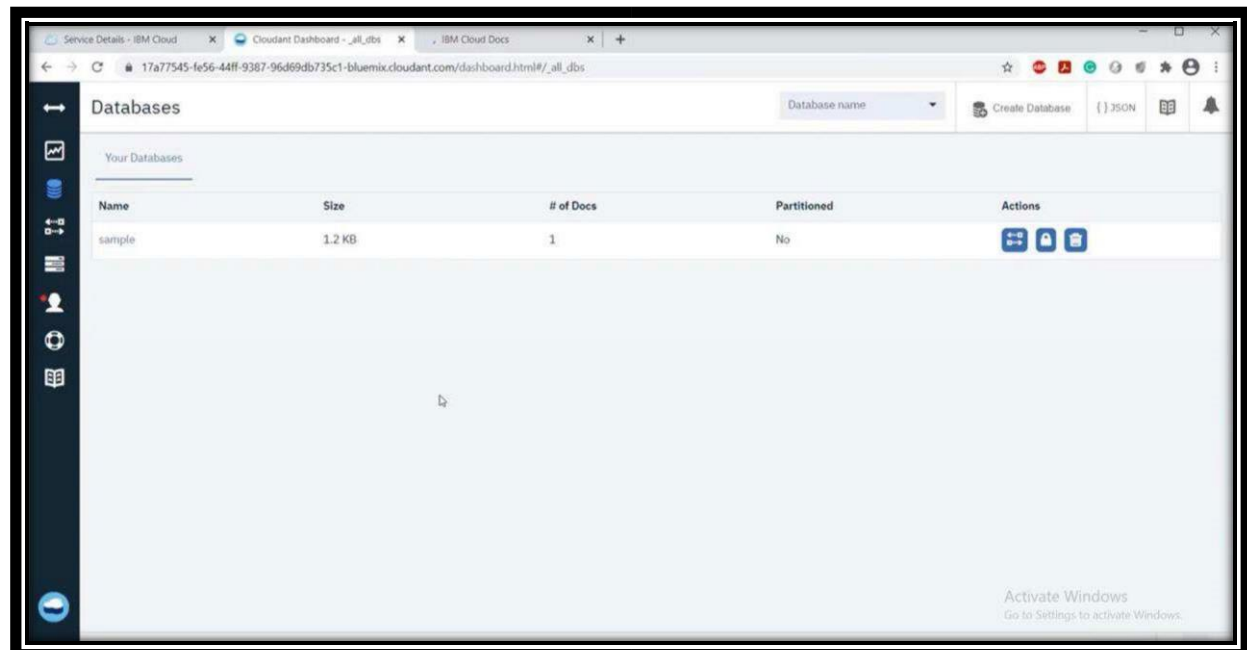 Service Details - IBM Cloud
Cloudant Dashboard - _all_dbs
IBM Cloud Docs
17a77545-fe56-44ff-9387-96d69db735c1-bluemix.cloudant.com/dashboard.html#/_all_dbs
Databases
Database name
Create Database
{ } JSON
Your Databases
Name Size # of Docs Partitioned Actions
sample 1.2 KB 1 No
Activate Windows
Go to Settings to activate Windows.